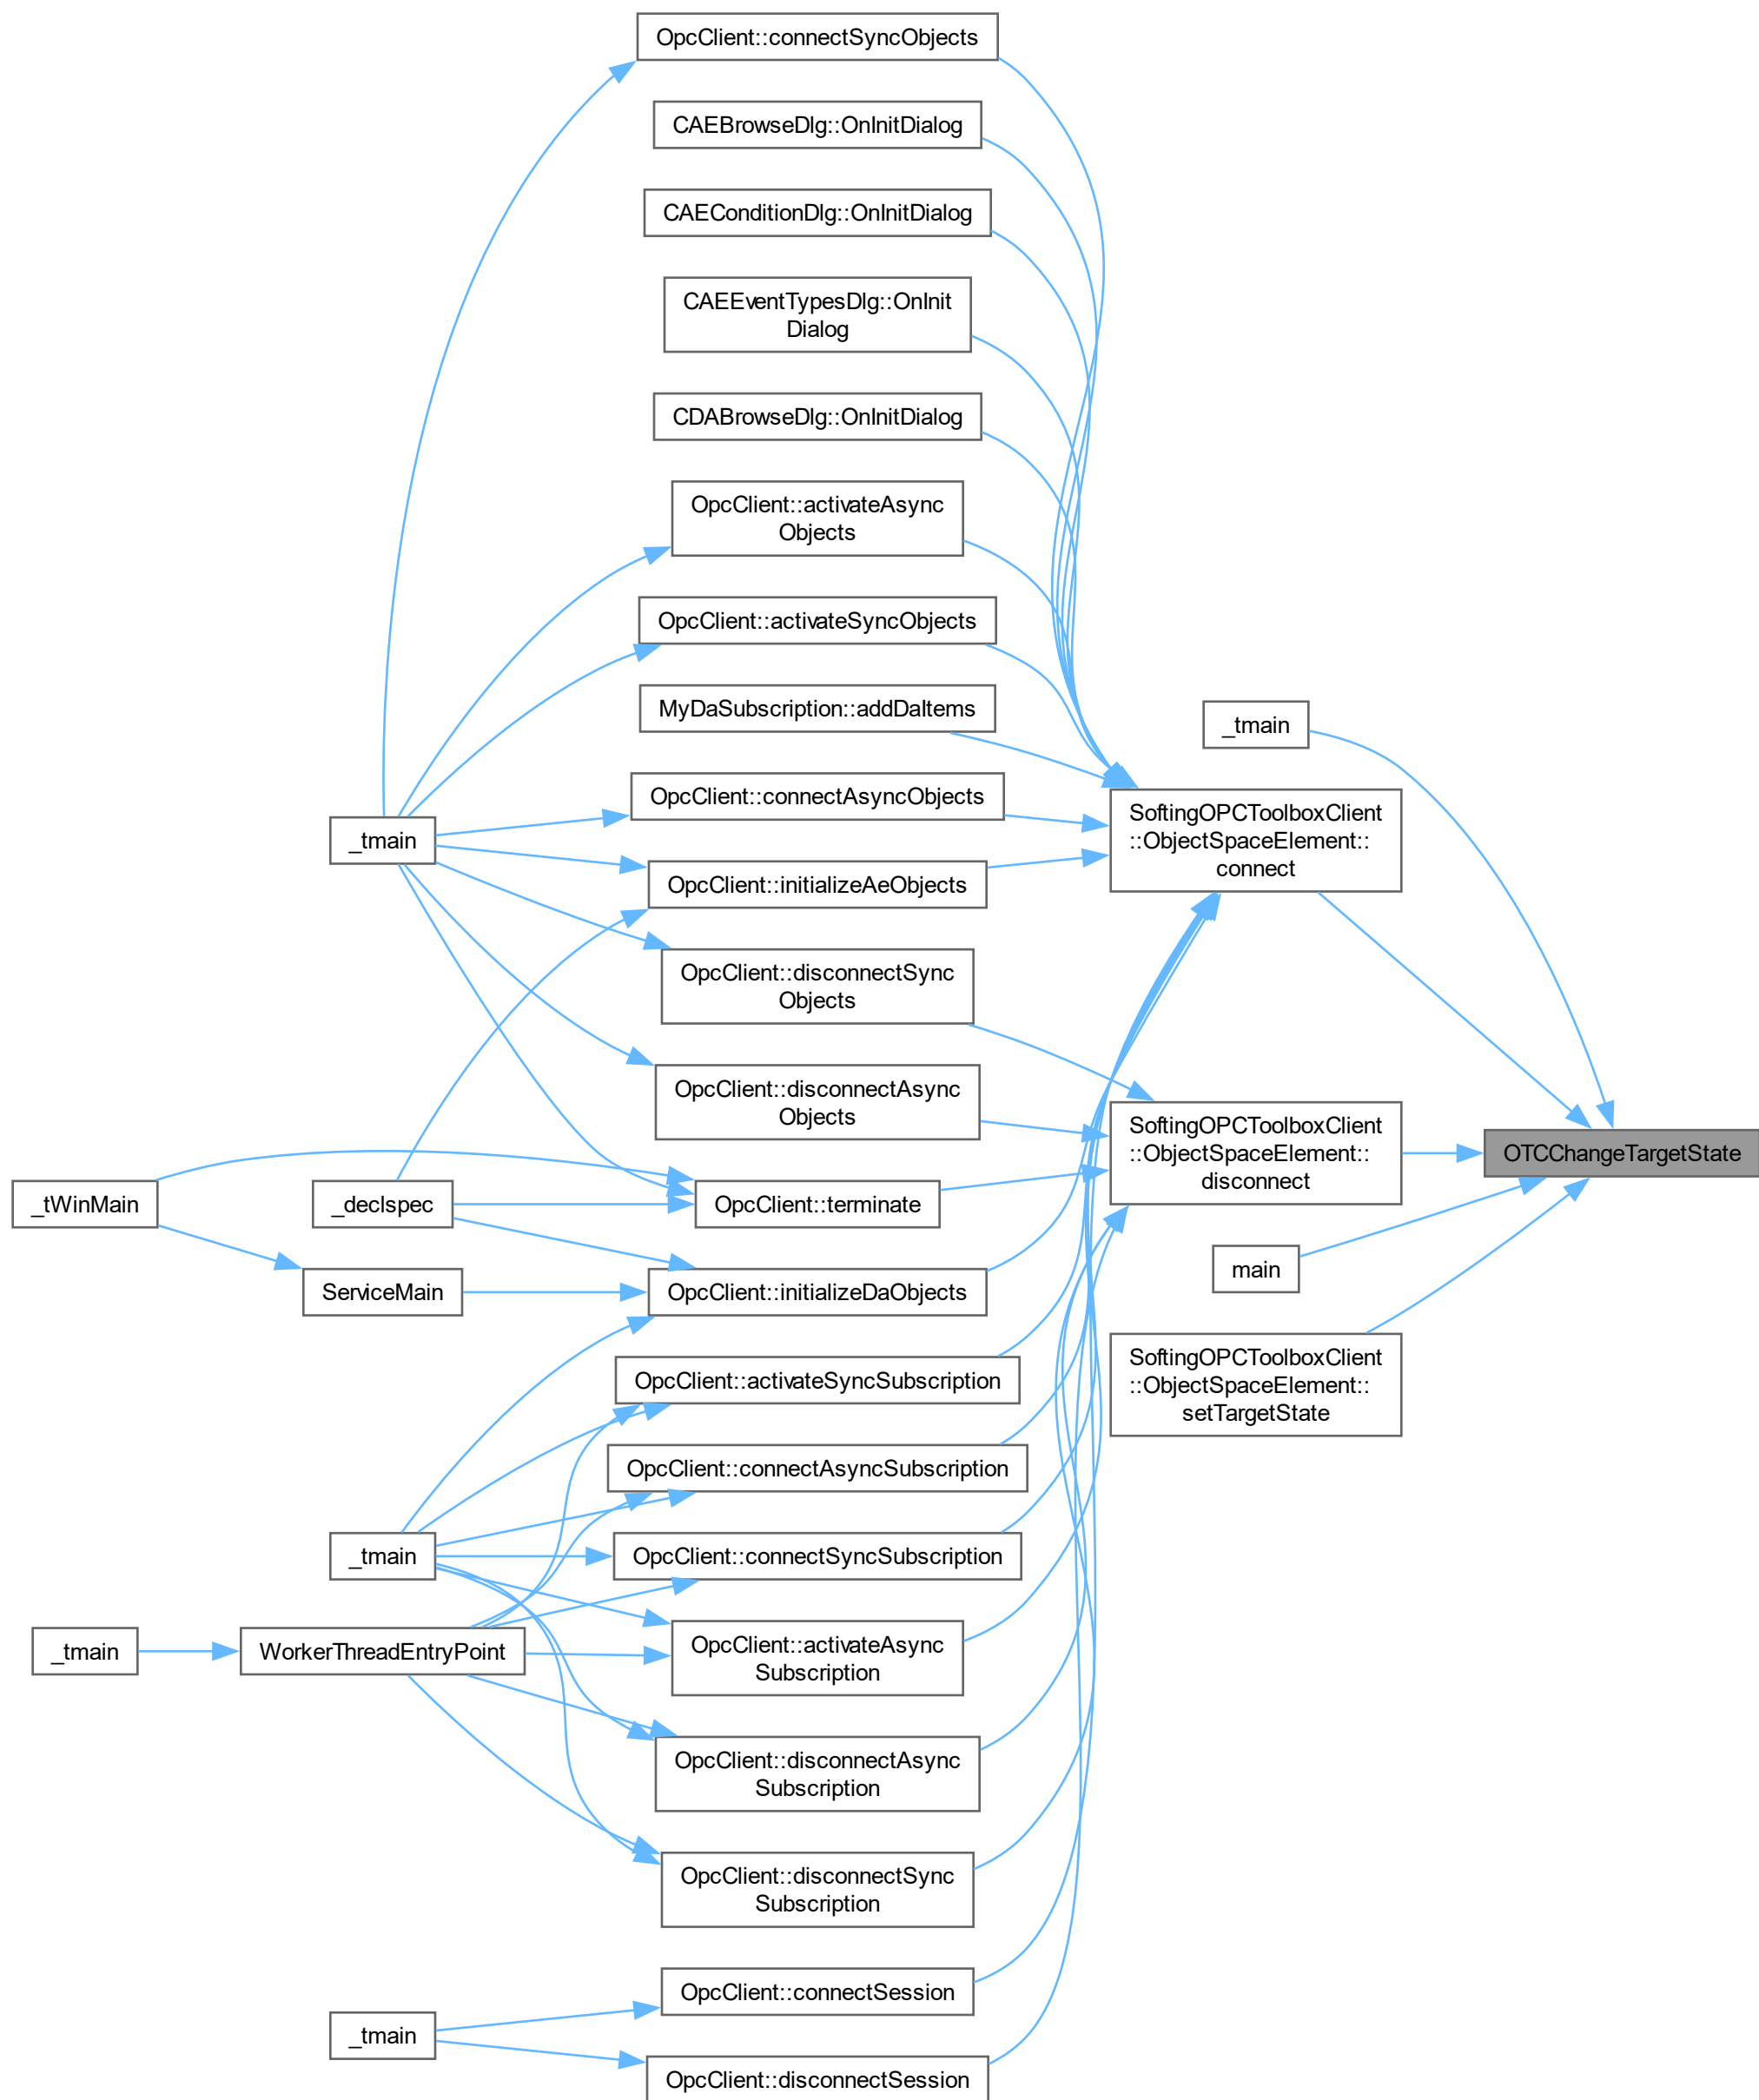 OpcClient::connectSyncObjects
CAEBrowseDlg::OnInitDialog
CAEConditionDlg::OnInitDialog
CAEEventTypesDlg::OnInit
Dialog
CDABrowseDlg::OnInitDialog
OpcClient::activateAsync
Objects
OpcClient::activateSyncObjects
MyDaSubscription::addDaItems
_tmain
OpcClient::connectAsyncObjects
SoftingOPCToolboxClient
::ObjectSpaceElement::
connect
_tmain
OpcClient::initializeAeObjects
OpcClient::disconnectSync
Objects
OpcClient::disconnectAsync
Objects
SoftingOPCToolboxClient
::ObjectSpaceElement::
disconnect
OTCChangeTargetState
_tWinMain
_declspec
OpcClient::terminate
main
ServiceMain
OpcClient::initializeDaObjects
SoftingOPCToolboxClient
::ObjectSpaceElement::
setTargetState
OpcClient::activateSyncSubscription
OpcClient::connectAsyncSubscription
_tmain
OpcClient::connectSyncSubscription
_tmain
WorkerThreadEntryPoint
OpcClient::activateAsync
Subscription
OpcClient::disconnectAsync
Subscription
OpcClient::disconnectSync
Subscription
OpcClient::connectSession
_tmain
OpcClient::disconnectSession